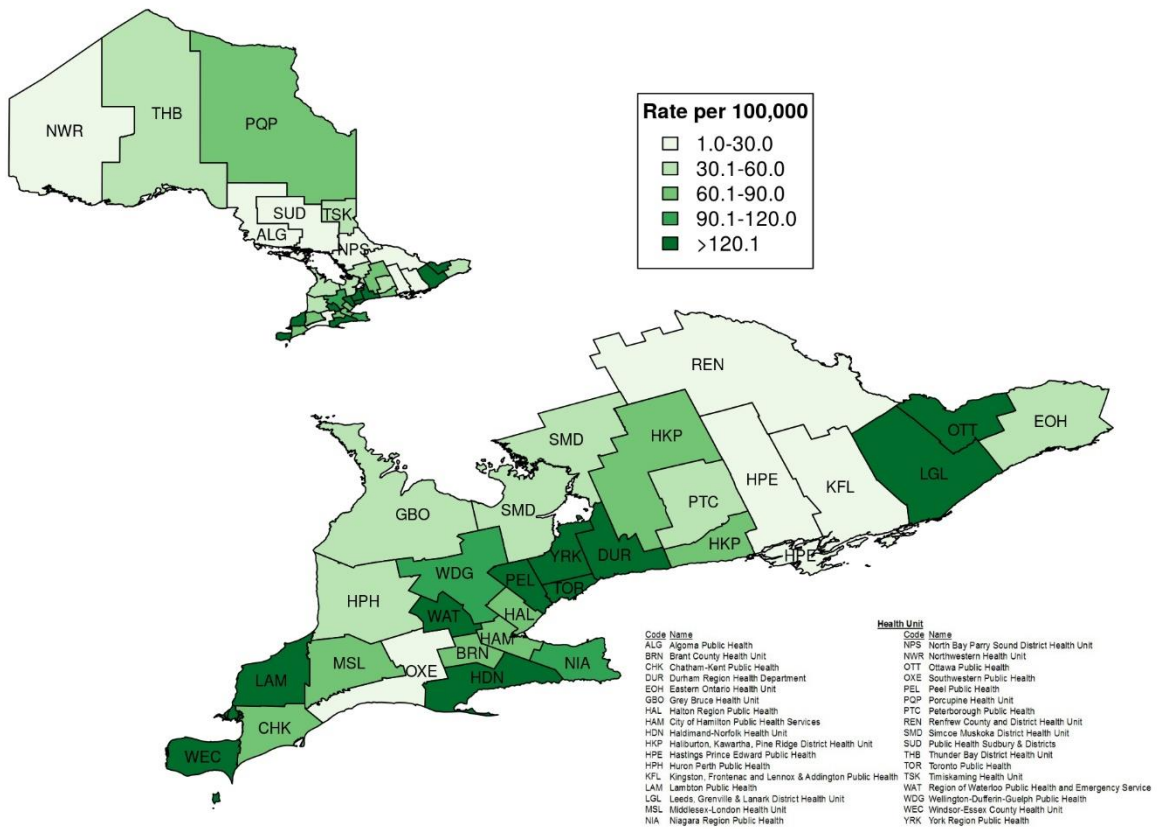 NWR
THB
PQP
SUD
TSK
ALG
NPS
Rate per 100,000
1.0-30.0
30.1-60.0
60.1-90.0
90.1-120.0
>120.1
REN
SMD
HKP
OTT
EOH
LGL
HPE
KFL
PTC
GBO
SMD
HKP
YRK
DUR
HPE
WDG
PEL
TOR
HPH
WAT
HAL
HAM
BRN
MSL
OXE
NIA
HDN
LAM
CHK
WEC
Health Unit
Code Name
ALG Algoma Public Health
BRN Brant County Health Unit
CHK Chatham-Kent Public Health
DUR Durham Region Health Department
EOH Eastern Ontario Health Unit
GBO Grey Bruce Health Unit
HAL Halton Region Public Health
HAM City of Hamilton Public Health Services
HDN Haldimand-Norfolk Health Unit
HKP Haliburton, Kawartha, Pine Ridge District Health Unit
HPE Hastings Prince Edward Public Health
HPH Huron Perth Public Health
KFL Kingston, Frontenac and Lennox & Addington Public Health
LAM Lambton Public Health
LGL Leeds, Grenville & Lanark District Health Unit
MSL Middlesex-London Health Unit
NIA Niagara Region Public Health
Code Name
NPS North Bay Parry Sound District Health Unit
NWR Northwestern Health Unit
OTT Ottawa Public Health
OXE Southwestern Public Health
PEL Peel Public Health
PQP Porcupine Health Unit
PTC Peterborough Public Health
REN Renfrew County and District Health Unit
SMD Simcoe Muskoka District Health Unit
SUD Public Health Sudbury & Districts
THB Thunder Bay District Health Unit
TOR Toronto Public Health
TSK Timiskaming Health Unit
WAT Region of Waterloo Public Health and Emergency Service
WDG Wellington-Dufferin-Guelph Public Health
WEC Windsor-Essex County Health Unit
YRK York Region Public Health